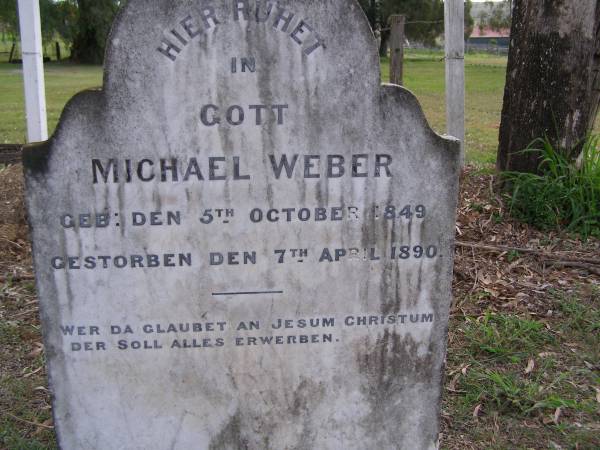 HIER RUHET
IN
GOTT
MICHAEL WEBER
GEB: DEN 5TH OCTOBER 1849
GESTORBEN DEN 7TH APRIL 1890.
WER DA GLAUBET AN JESUM CHRISTUM
DER SOLL ALLES ERWERBEN.